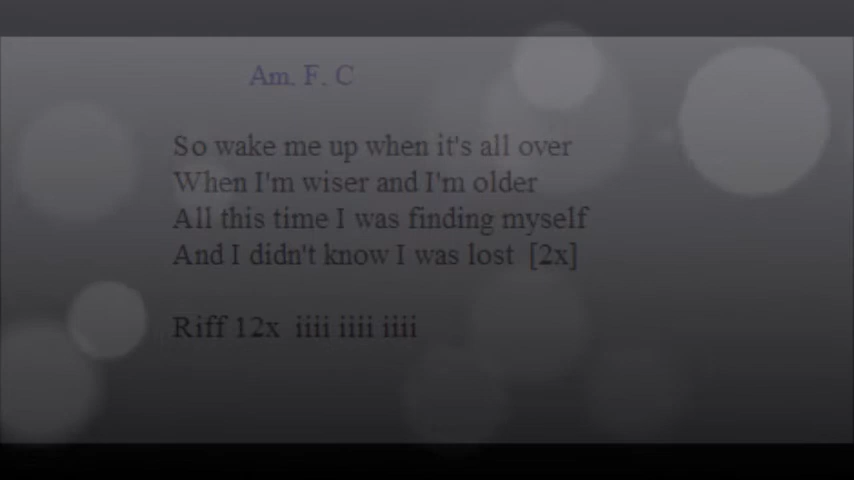 Am. F. C
So wake me up when it's all over
When I'm wiser and I'm older
All this time I was finding myself
And I didn't know I was lost [2x]
Riff 12x iiii iiii iiii